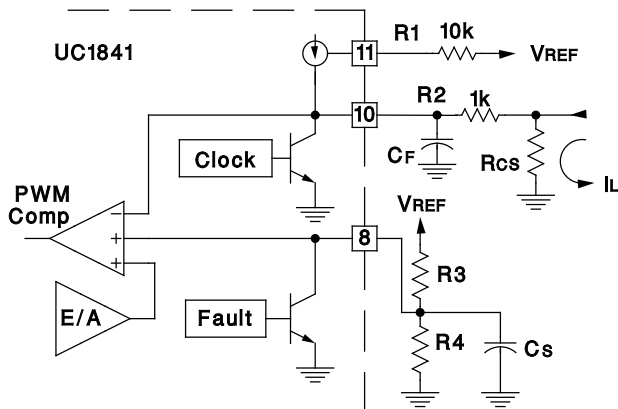 UC1841
11
R1
10k
VREF
10
R2
1k
CF
RCS
IL
Clock
PWM
Comp
−
+
+
8
VREF
R3
R4
CS
E/A
Fault